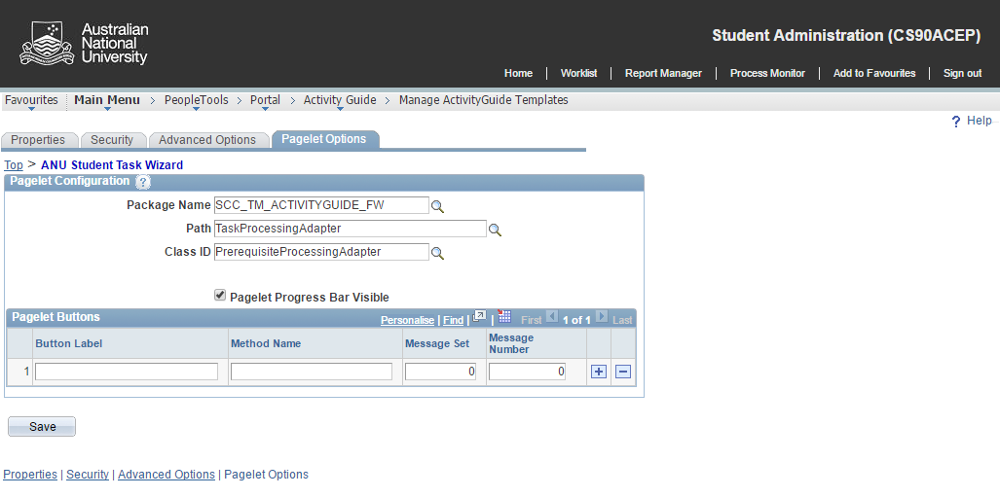 Australian
National
University
Student Administration (CS90ACEP)
Home | Worklist | Report Manager | Process Monitor | Add to Favourites | Sign out
Favourites Main Menu > PeopleTools > Portal > Activity Guide > Manage ActivityGuide Templates
? Help
Properties Security Advanced Options Pagelet Options
Top > ANU Student Task Wizard
Pagelet Configuration ?
Package Name SCC_TM_ACTIVITYGUIDE_FW
Path TaskProcessingAdapter
Class ID PrerequisiteProcessingAdapter
Pagelet Progress Bar Visible
Pagelet Buttons Personalise | Find | | First 1 of 1 Last
Button Label Method Name Message Set Message Number
1 0 0
Save
Properties | Security | Advanced Options | Pagelet Options